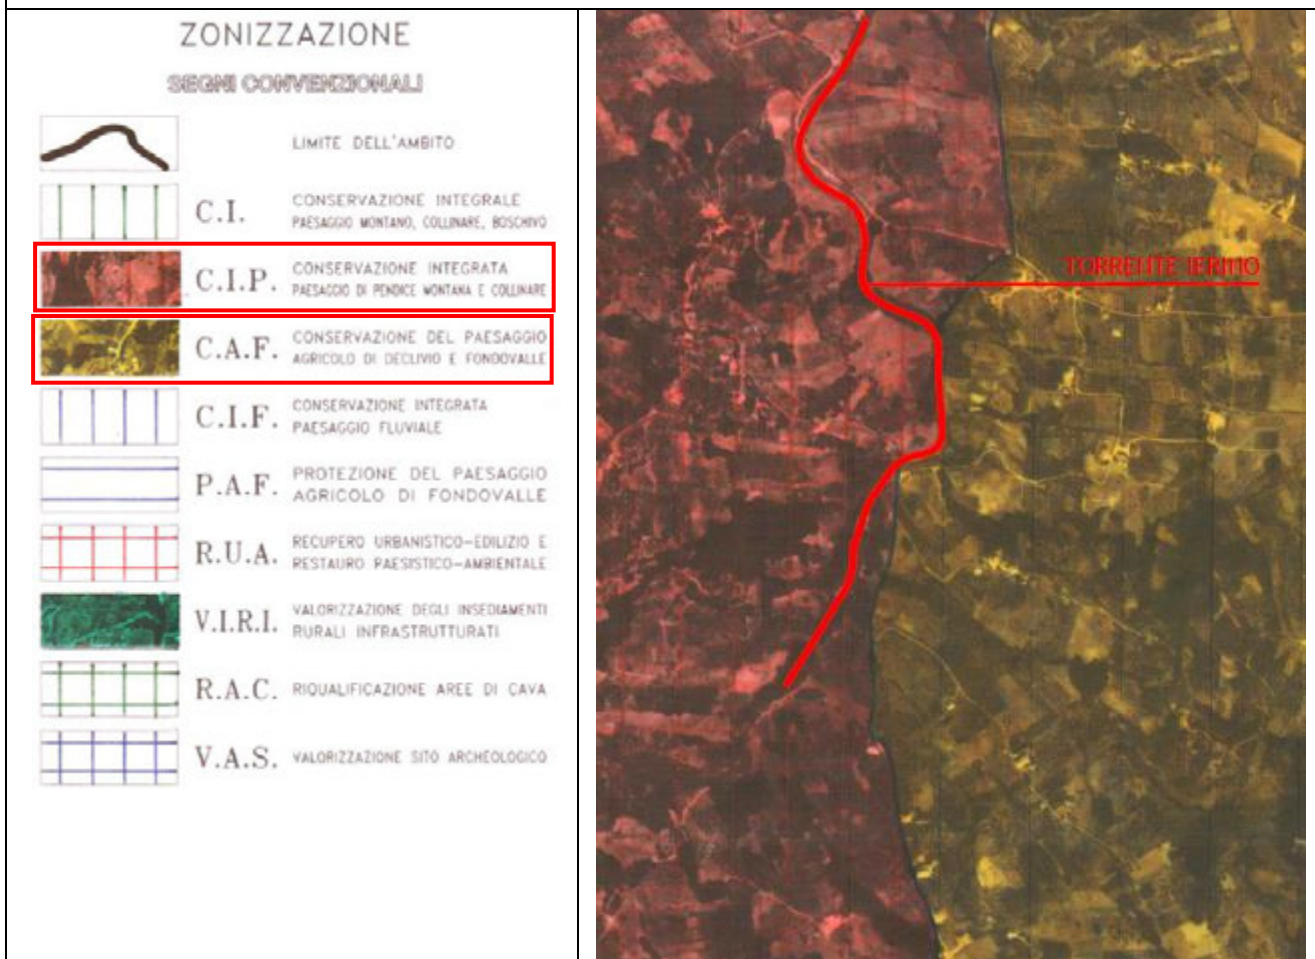 ZONIZZAZIONE
SEGNI CONVENZIONALI
LIMITE DELL'AMBITO
C.I.
CONSERVAZIONE INTEGRALE
PAESAGGIO MONTANO, COLLINARE, BOSCHIVO
C.I.P.
CONSERVAZIONE INTEGRATA
PAESAGGIO DI PENDICE MONTANA E COLLINARE
C.A.F.
CONSERVAZIONE DEL PAESAGGIO
AGRICOLO DI DECLIVIO E FONDOVALLE
C.I.F.
CONSERVAZIONE INTEGRATA
PAESAGGIO FLUVIALE
P.A.F.
PROTEZIONE DEL PAESAGGIO
AGRICOLO DI FONDOVALLE
R.U.A.
RECUPERO URBANISTICO-EDILIZIO E
RESTAURO PAESISTICO-AMBIENTALE
V.I.R.I.
VALORIZZAZIONE DEGLI INSEDIAMENTI
RURALI INFRASTRUTTURATI
R.A.C.
RIQUALIFICAZIONE AREE DI CAVA
V.A.S.
VALORIZZAZIONE SITO ARCHEOLOGICO
TORRENTE IERINO